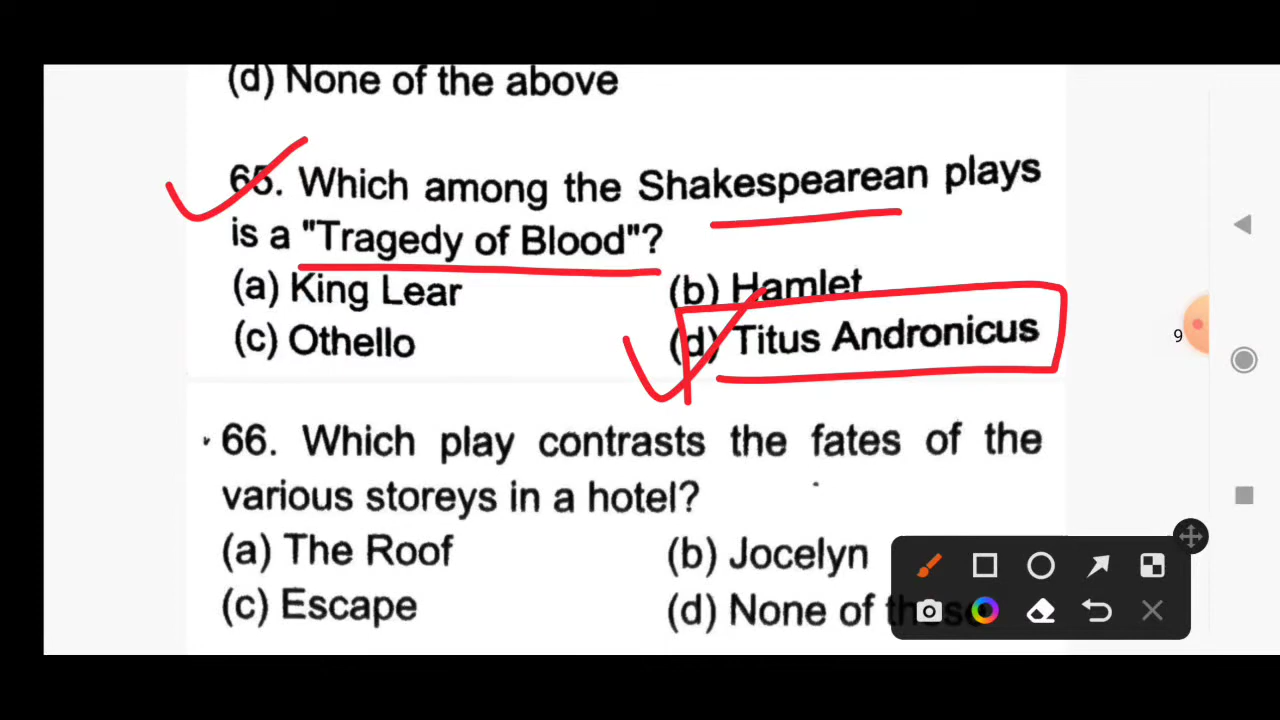 (d) None of the above
65. Which among the Shakespearean plays
is a "Tragedy of Blood"?
(a) King Lear (b) Hamlet
(c) Othello (d) Titus Andronicus
9
66. Which play contrasts the fates of the
various storeys in a hotel?
(a) The Roof (b) Jocelyn
(c) Escape (d) None of these